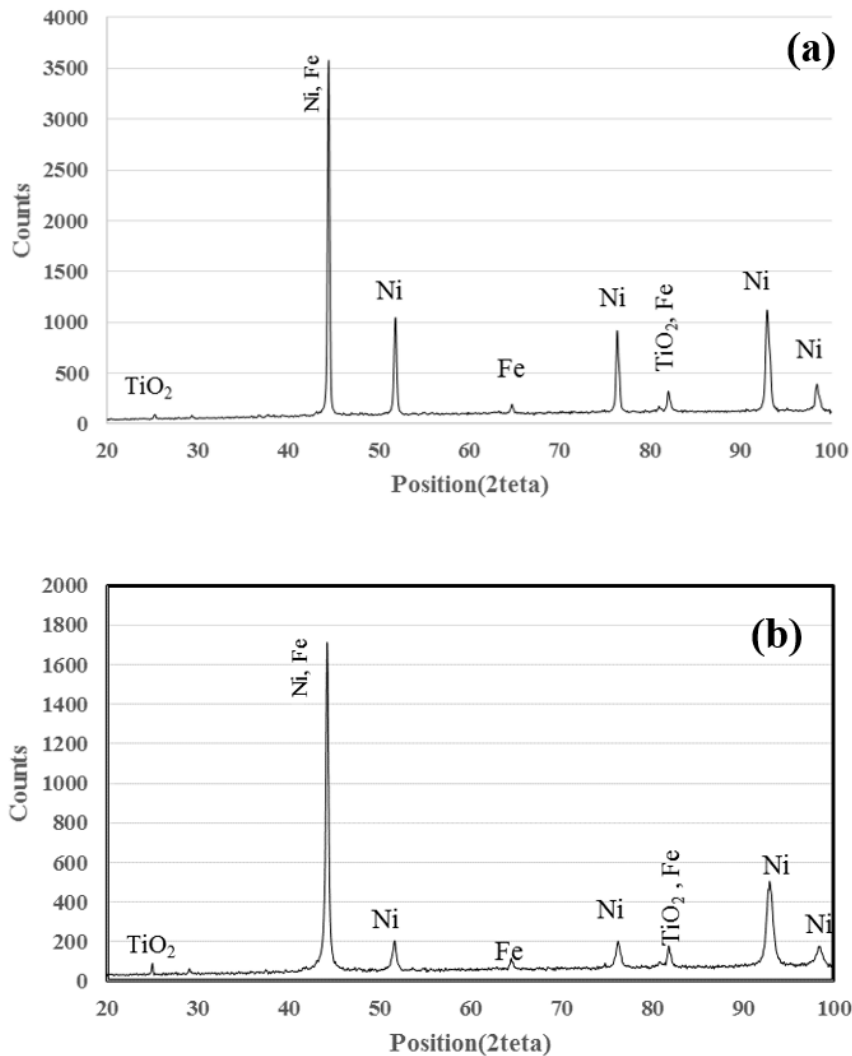 (a)
Counts
4000
3500
3000
2500
2000
1500
1000
500
0
Ni, Fe
Ni
Ni
Ni
Ni
Fe
TiO₂, Fe
TiO₂
20 30 40 50 60 70 80 90 100
Position(2teta)
(b)
Counts
2000
1800
1600
1400
1200
1000
800
600
400
200
0
Ni, Fe
Ni
Ni
Ni
Ni
TiO₂ , Fe
TiO₂
Fe
20 30 40 50 60 70 80 90 100
Position(2teta)